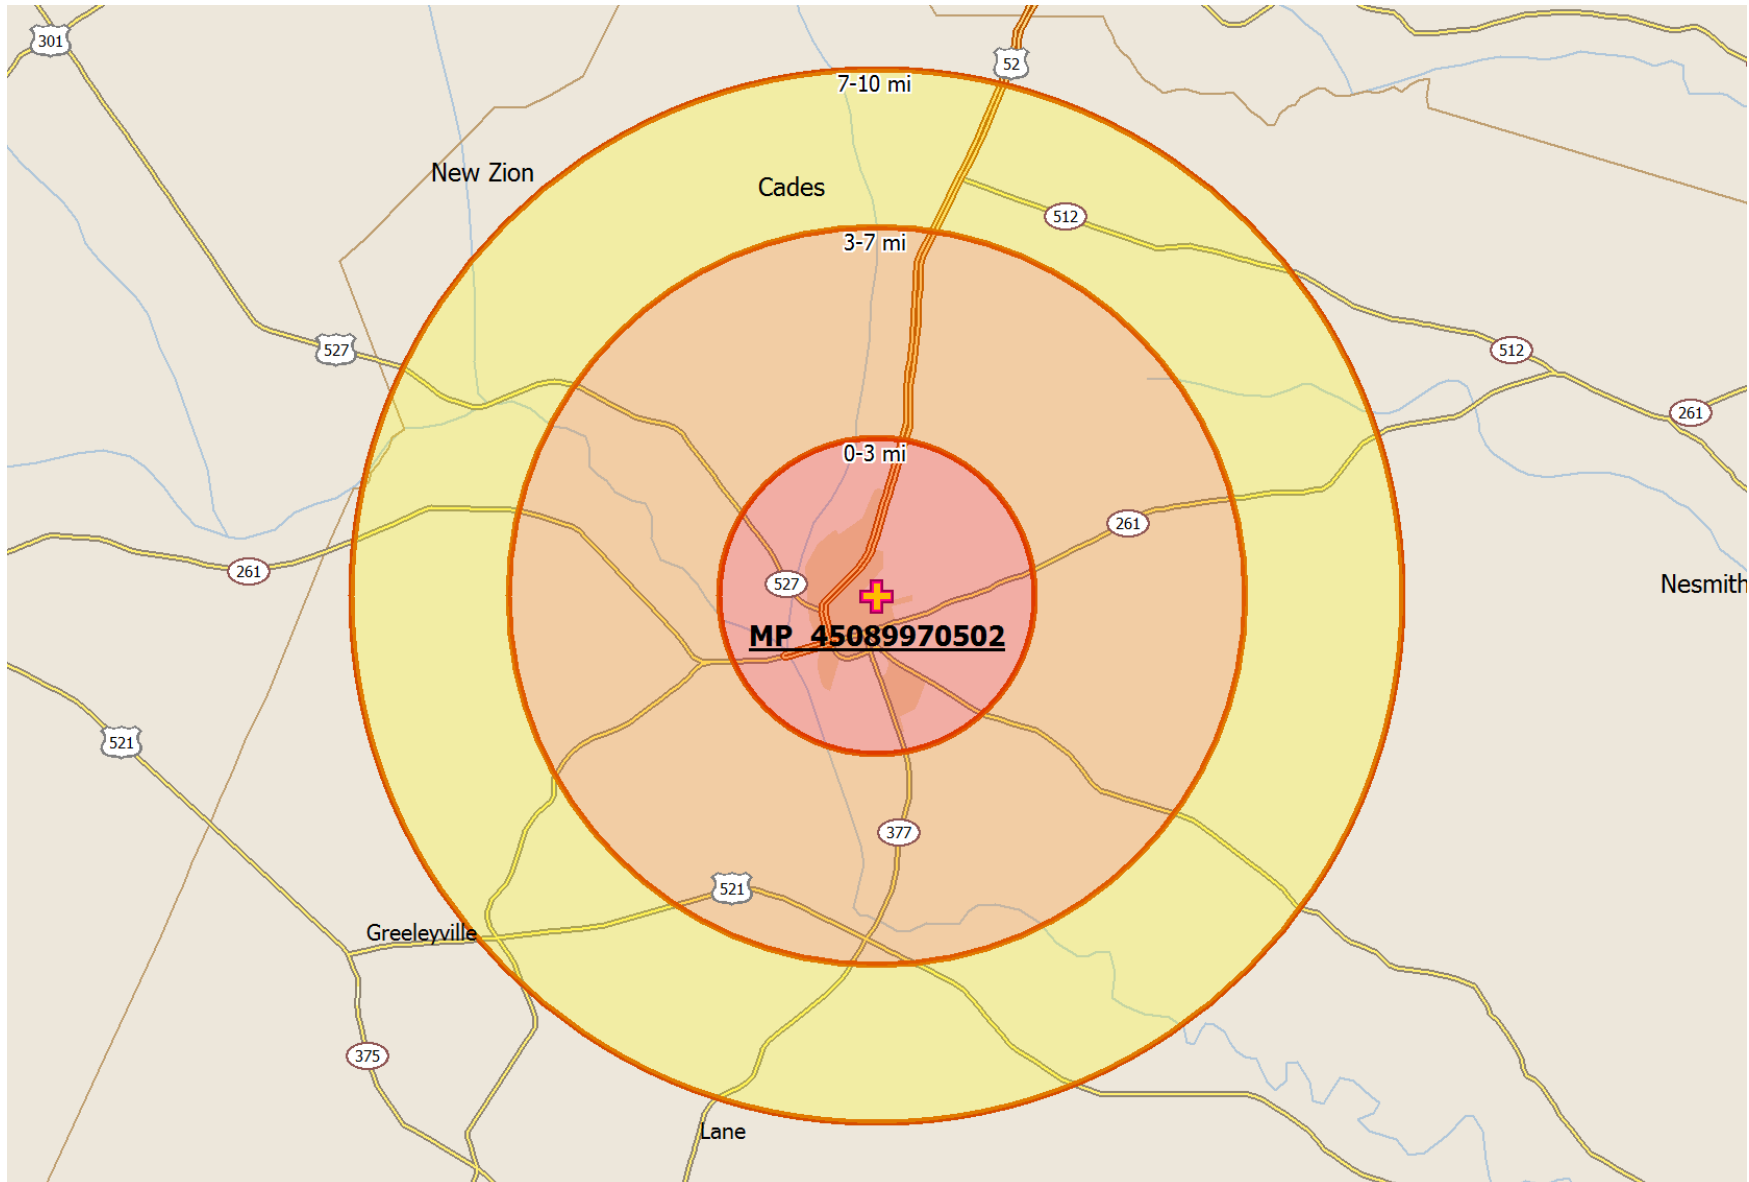 301
52
7-10 mi
New Zion
Cades
512
3-7 mi
527
512
261
0-3 mi
261
261
527
Nesmith
MP_45089970502
521
377
521
Greeleyville
375
Lane